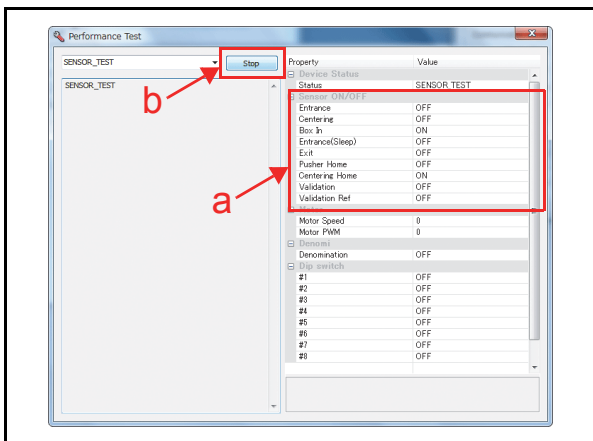 Performance Test
SENSOR_TEST Stop
SENSOR_TEST
b
a
Property Value
Device Status
Status SENSOR TEST
Sensor ON/OFF
Entrance OFF
Centering OFF
Box In ON
Entrance(Sleep) OFF
Exit OFF
Pusher Home OFF
Centering Home ON
Validation OFF
Validation Ref OFF
Motor
Motor Speed 0
Motor PWM 0
Denomi
Denomination OFF
Dip switch
#1 OFF
#2 OFF
#3 OFF
#4 OFF
#5 OFF
#6 OFF
#7 OFF
#8 OFF